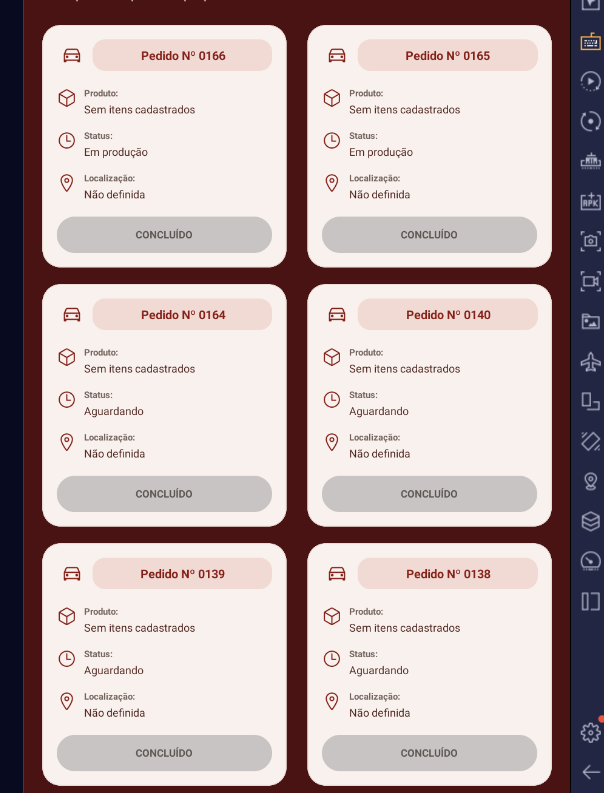 Pedido Nº 0166
Produto:
Sem itens cadastrados
Status:
Em produção
Localização:
Não definida
CONCLUÍDO
Pedido Nº 0165
Produto:
Sem itens cadastrados
Status:
Em produção
Localização:
Não definida
CONCLUÍDO
Pedido Nº 0164
Produto:
Sem itens cadastrados
Status:
Aguardando
Localização:
Não definida
CONCLUÍDO
Pedido Nº 0140
Produto:
Sem itens cadastrados
Status:
Aguardando
Localização:
Não definida
CONCLUÍDO
Pedido Nº 0139
Produto:
Sem itens cadastrados
Status:
Aguardando
Localização:
Não definida
CONCLUÍDO
Pedido Nº 0138
Produto:
Sem itens cadastrados
Status:
Aguardando
Localização:
Não definida
CONCLUÍDO
APK